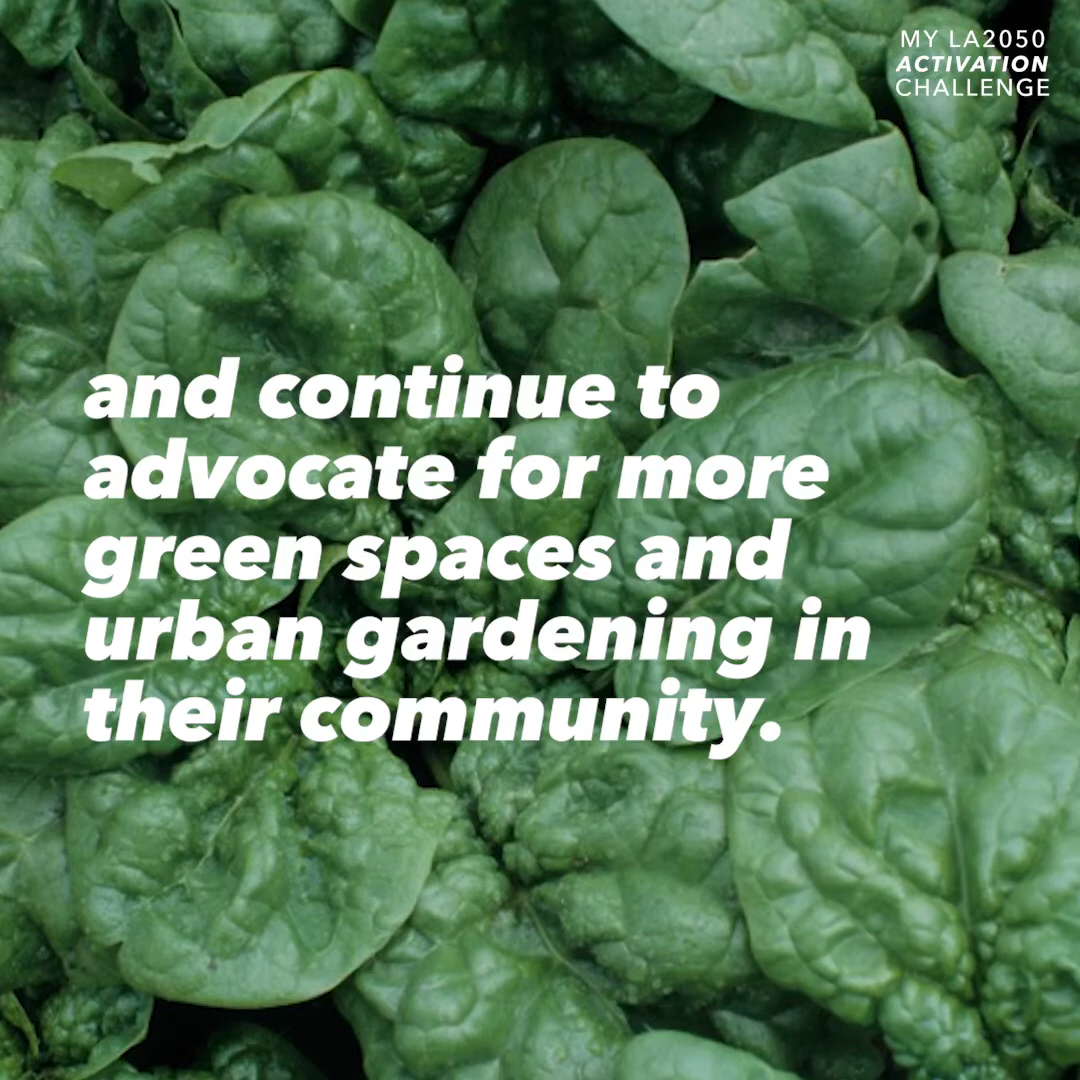 MY LA2050
ACTIVATION
CHALLENGE
and continue to
advocate for more
green spaces and
urban gardening in
their community.